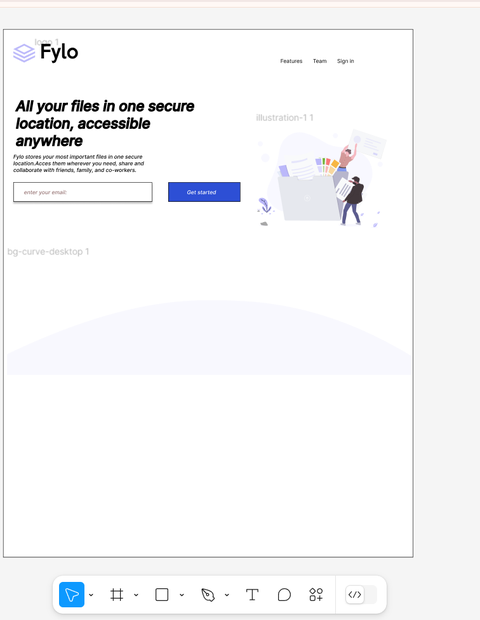 logo 1
Fylo
Features Team Sign in
All your files in one secure
location, accessible
anywhere
illustration-1 1
Fylo stores your most important files in one secure
location.Acces them wherever you need, share and
collaborate with friends, family, and co-workers.
enter your email:
Get started
bg-curve-desktop 1